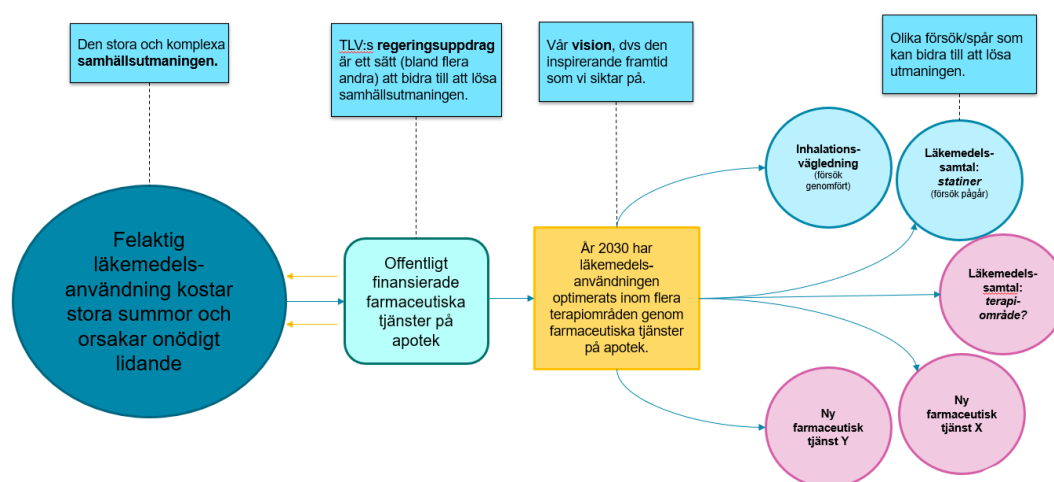 Den stora och komplexa
samhällsutmaningen.
TLV:s regeringsuppdrag
är ett sätt (bland flera
andra) att bidra till att lösa
samhällsutmaningen.
Vår vision, dvs den
inspirerande framtid
som vi siktar på.
Olika försök/spår som
kan bidra till att lösa
utmaningen.
Felaktig
läkemedels-
användning kostar
stora summor och
orsakar onödigt
lidande
Offentligt
finansierade
farmaceutiska
tjänster på
apotek
År 2030 har
läkemedels-
användningen
optimerats inom flera
terapiområden genom
farmaceutiska tjänster
på apotek.
Inhalations-
vägledning
(försök
genomfört)
Läkemedels-
samtal:
statiner
(försök pågår)
Läkemedels-
samtal:
terapi-
område?
Ny
farmaceutisk
tjänst X
Ny
farmaceutisk
tjänst Y